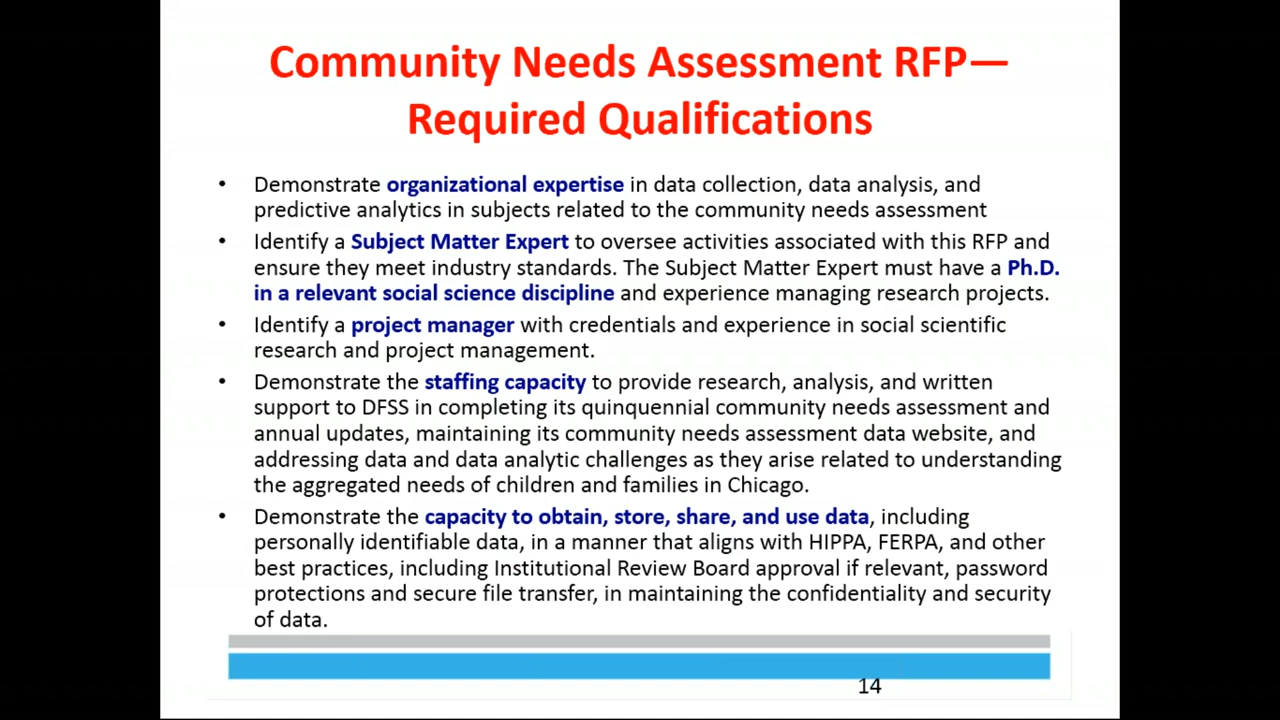 Community Needs Assessment RFP—
Required Qualifications
• Demonstrate organizational expertise in data collection, data analysis, and
predictive analytics in subjects related to the community needs assessment
• Identify a Subject Matter Expert to oversee activities associated with this RFP and
ensure they meet industry standards. The Subject Matter Expert must have a Ph.D.
in a relevant social science discipline and experience managing research projects.
• Identify a project manager with credentials and experience in social scientific
research and project management.
• Demonstrate the staffing capacity to provide research, analysis, and written
support to DFSS in completing its quinquennial community needs assessment and
annual updates, maintaining its community needs assessment data website, and
addressing data and data analytic challenges as they arise related to understanding
the aggregated needs of children and families in Chicago.
• Demonstrate the capacity to obtain, store, share, and use data, including
personally identifiable data, in a manner that aligns with HIPPA, FERPA, and other
best practices, including Institutional Review Board approval if relevant, password
protections and secure file transfer, in maintaining the confidentiality and security
of data.
14